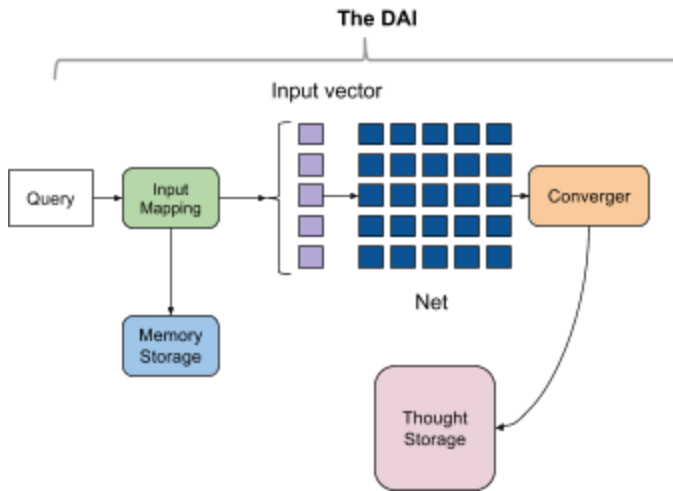 The DAI
Input vector
Query
Input
Mapping
Converger
Net
Memory
Storage
Thought
Storage